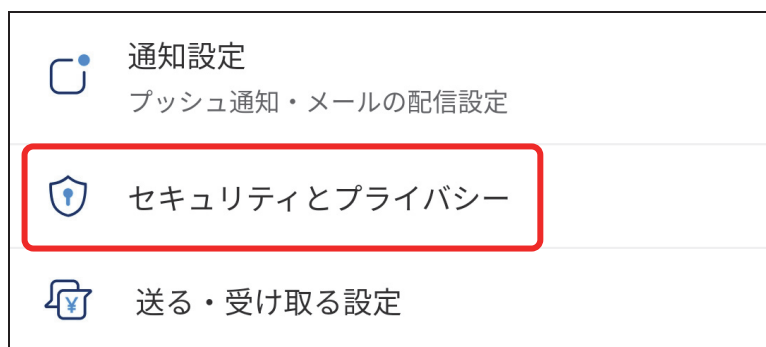 通知設定
プッシュ通知・メールの配信設定
セキュリティとプライバシー
¥
送る・受け取る設定